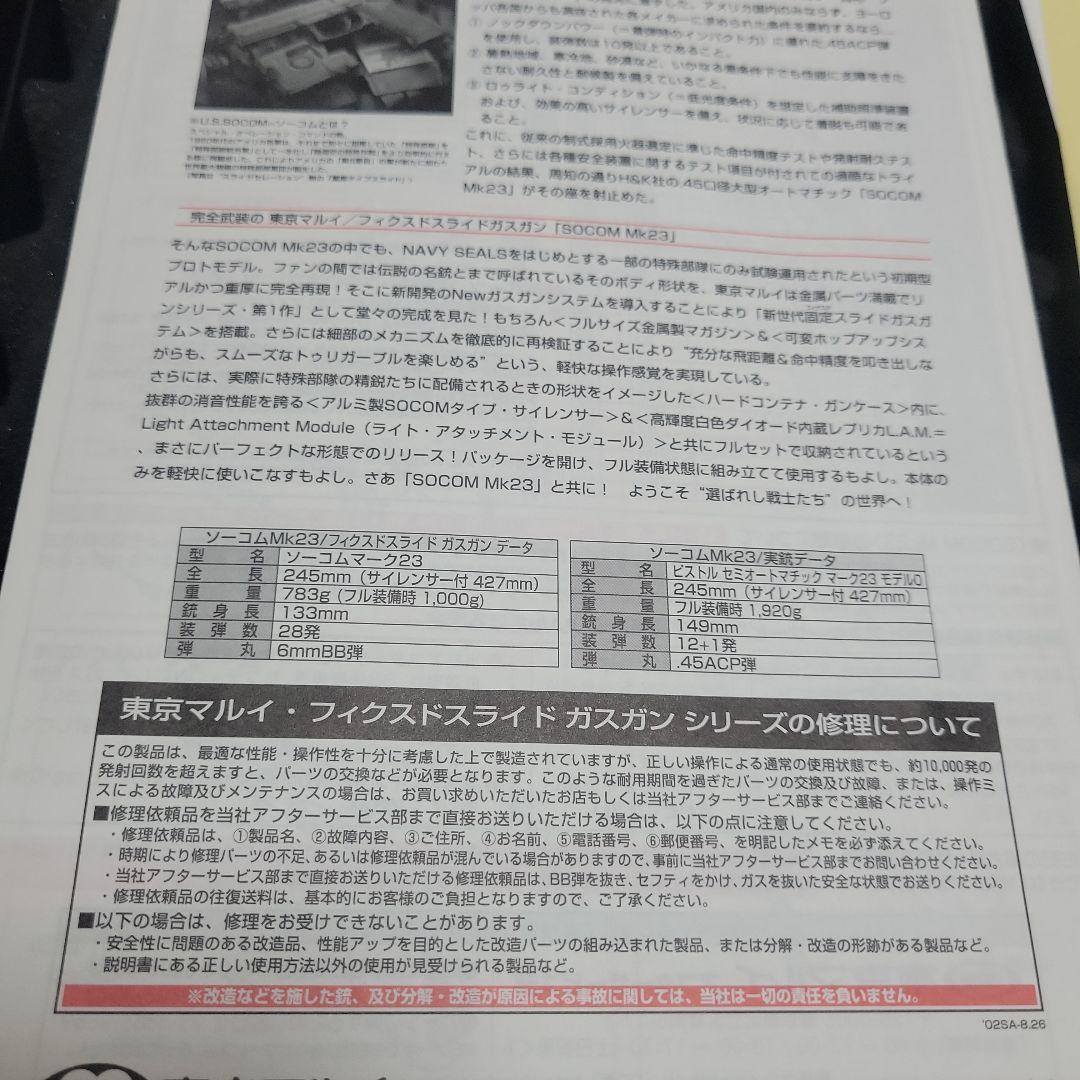 ※U.S.SOCOM=ソーコムとは？
ッパ各国からも賛同された各メイカーに求められた条件を要約するなら…
① ノックダウンパワー（＝着弾時のインパクト力）に優れた.45ACP弾
を使用し、装弾数は10発以上であること。
② 酷熱地域、寒冷地、砂漠など、いかなる悪条件下でも性能に支障をきた
さない耐久性と耐候製を備えていること。
③ ロゥライト・コンディション（＝低光度条件）を想定した補助照準装置
および、効果の高いサイレンサーを備え、状況に応じて着脱も可能であ
ること。
これに、従来の制式採用火器選定に準じた命中精度テストや発射耐久テス
ト、さらには各種安全装置に関するテスト項目が付されての過酷なトライ
アルの結果、周知の通りH&K社の.45口径大型オートマチック「SOCOM
Mk23」がその座を射止めた。
完全武装の 東京マルイ／フィクスドスライドガスガン「SOCOM Mk23」
そんなSOCOM Mk23の中でも、NAVY SEALSをはじめとする一部の特殊部隊にのみ試験運用されたという初期型
プロトモデル。ファンの間では伝説の名銃とまで呼ばれているそのボディ形状を、東京マルイは金属パーツ満載でリ
アルかつ重厚に完全再現！そこに新開発のNewガスガンシステムを導入することにより「新世代固定スライドガスガ
ンシリーズ・第1作」として堂々の完成を見た！もちろん＜フルサイズ金属製マガジン＞&＜可変ホップアップシス
テム＞を搭載。さらには細部のメカニズムを徹底的に再検証することにより“充分な飛距離＆命中精度を叩き出しな
がらも、スムーズなトゥリガープルを楽しめる”という、軽快な操作感覚を実現している。
さらには、実際に特殊部隊の精鋭たちに配備されるときの形状をイメージした＜ハードコンテナ・ガンケース＞内に、
抜群の消音性能を誇る＜アルミ製SOCOMタイプ・サイレンサー＞&＜高輝度白色ダイオード内蔵レプリカL.A.M.=
Light Attachment Module（ライト・アタッチメント・モジュール）＞と共にフルセットで収納されているという
、まさにパーフェクトな形態でのリリース！パッケージを開け、フル装備状態に組み立てて使用するもよし。本体の
みを軽快に使いこなすもよし。さあ「SOCOM Mk23」と共に！ ようこそ“選ばれし戦士たち”の世界へ！
ソーコムMk23/フィクスドスライド ガスガン データ
型 名 ソーコムマーク23
全 長 245mm（サイレンサー付 427mm）
重 量 783g（フル装備時 1,000g）
銃 身 長 133mm
装 弾 数 28発
弾 丸 6mmBB弾
ソーコムMk23/実銃データ
型 名 ピストル セミオートマチック マーク23 モデル0
全 長 245mm（サイレンサー付 427mm）
重 量 フル装備時 1,920g
銃 身 長 149mm
装 弾 数 12+1発
弾 丸 .45ACP弾
東京マルイ・フィクスドスライド ガスガン シリーズの修理について
この製品は、最適な性能・操作性を十分に考慮した上で製造されていますが、正しい操作による通常の使用状態でも、約10,000発の
発射回数を超えますと、パーツの交換などが必要となります。このような耐用期間を過ぎたパーツの交換及び故障、または、操作ミ
スによる故障及びメンテナンスの場合は、お買い求めいただいたお店もしくは当社アフターサービス部までご連絡ください。
■修理依頼品を当社アフターサービス部まで直接お送りいただける場合は、以下の点に注意してください。
・修理依頼品は、①製品名、②故障内容、③ご住所、④お名前、⑤電話番号、⑥郵便番号、を明記したメモを必ず添えてください。
・時期により修理パーツの不足、あるいは修理依頼品が混んでいる場合がありますので、事前に当社アフターサービス部までお問い合わせください。
・当社アフターサービス部まで直接お送りいただける修理依頼品は、BB弾を抜き、セフティをかけ、ガスを抜いた安全な状態でお送りください。
・修理依頼品の往復送料は、基本的にお客様のご負担となりますので、ご了承ください。
■以下の場合は、修理をお受けできないことがあります。
・安全性に問題のある改造品、性能アップを目的とした改造パーツの組み込まれた製品、または分解・改造の形跡がある製品など。
・説明書にある正しい使用方法以外の使用が見受けられる製品など。
※改造などを施した銃、及び分解・改造が原因による事故に関しては、当社は一切の責任を負いません。
'02SA-8.26